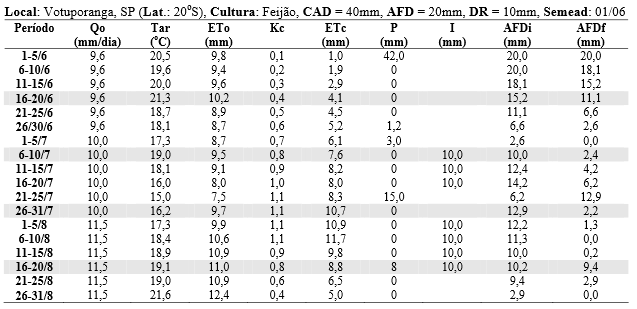 Local: Votuporanga, SP (Lat.: 20⁰S), Cultura: Feijão, CAD = 40mm, AFD = 20mm, DR = 10mm, Semead: 01/06
Período Qo Tar ETo Kc ETc P I AFDi AFDf
(mm/dia) (⁰C) (mm) (mm) (mm) (mm) (mm) (mm)
1-5/6 9,6 20,5 9,8 0,1 1,0 42,0 20,0 20,0
6-10/6 9,6 19,6 9,4 0,2 1,9 0 20,0 18,1
11-15/6 9,6 20,0 9,6 0,3 2,9 0 18,1 15,2
16-20/6 9,6 21,3 10,2 0,4 4,1 0 15,2 11,1
21-25/6 9,6 18,7 8,9 0,5 4,5 0 11,1 6,6
26/30/6 9,6 18,1 8,7 0,6 5,2 1,2 6,6 2,6
1-5/7 10,0 17,3 8,7 0,7 6,1 3,0 2,6 0,0
6-10/7 10,0 19,0 9,5 0,8 7,6 0 10,0 10,0 2,4
11-15/7 10,0 18,1 9,1 0,9 8,2 0 10,0 12,4 4,2
16-20/7 10,0 16,0 8,0 1,0 8,0 0 10,0 14,2 6,2
21-25/7 10,0 15,0 7,5 1,1 8,3 15,0 6,2 12,9
26-31/7 10,0 16,2 9,7 1,1 10,7 0 12,9 2,2
1-5/8 11,5 17,3 9,9 1,1 10,9 0 10,0 12,2 1,3
6-10/8 11,5 18,4 10,6 1,1 11,7 0 10,0 11,3 0,0
11-15/8 11,5 18,9 10,9 0,9 9,8 0 10,0 10,0 0,2
16-20/8 11,5 19,1 11,0 0,8 8,8 8 10,0 10,2 9,4
21-25/8 11,5 19,0 10,9 0,6 6,5 0 9,4 2,9
26-31/8 11,5 21,6 12,4 0,4 5,0 0 2,9 0,0